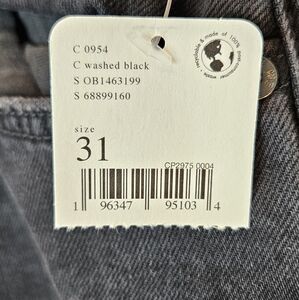 C 0954
C washed black
S OB1463199
S 68899160
size
31
CP2975 0004
1 96347 95103 4